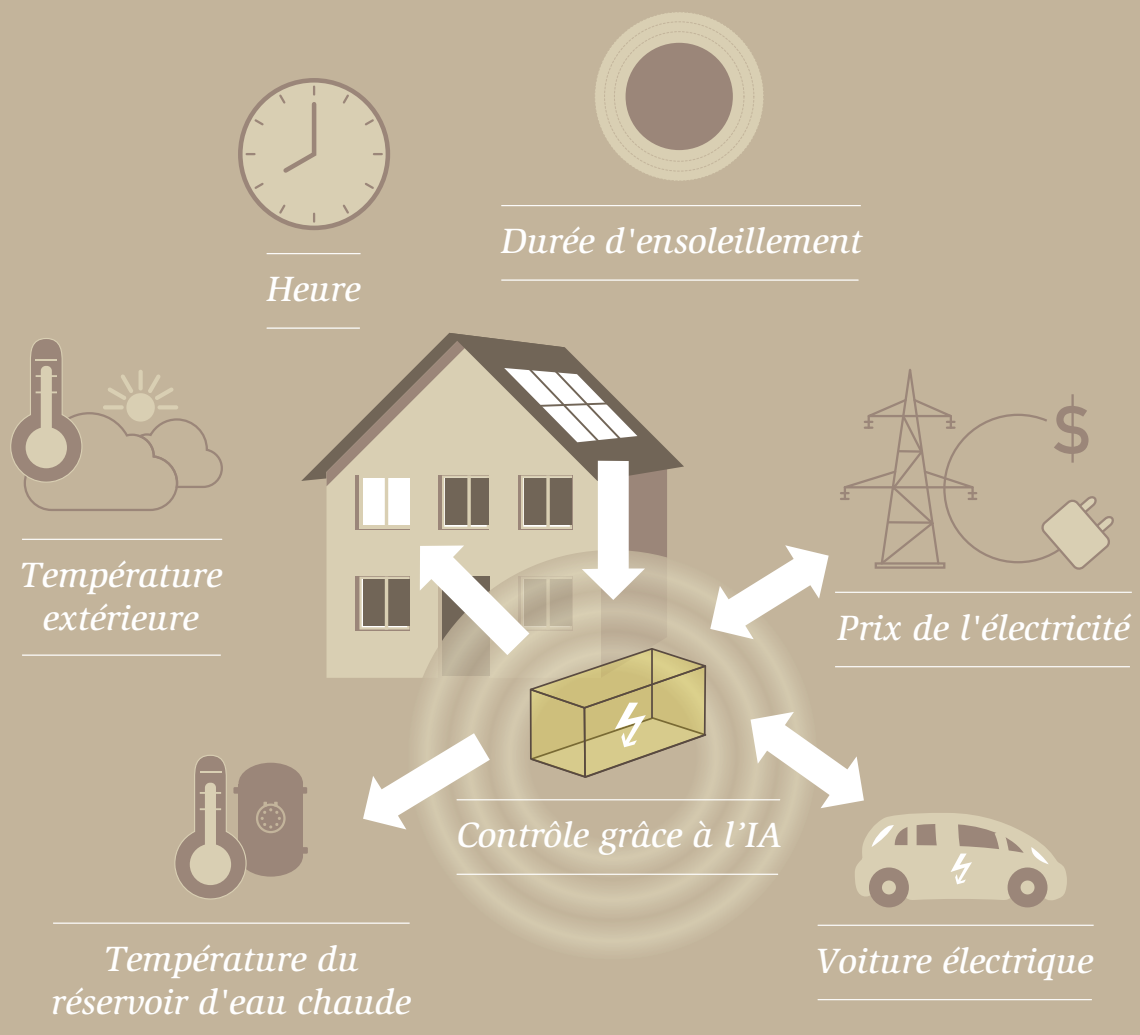 Durée d'ensoleillement
Heure
Température
extérieure
$
Prix de l'électricité
Contrôle grâce à l’IA
Température du
réservoir d'eau chaude
Voiture électrique